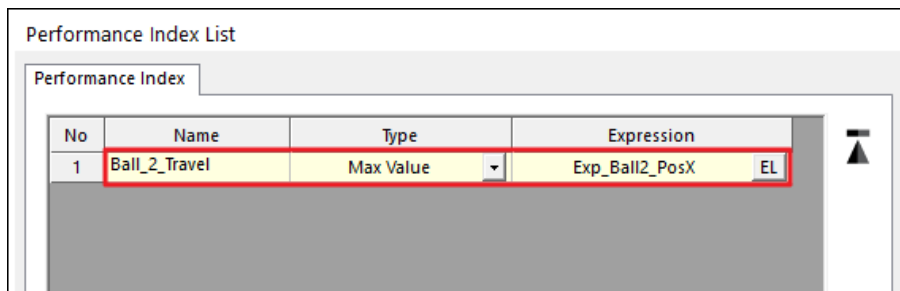 Performance Index List
Performance Index
No Name Type Expression
1 Ball_2_Travel Max Value Exp_Ball2_PosX EL